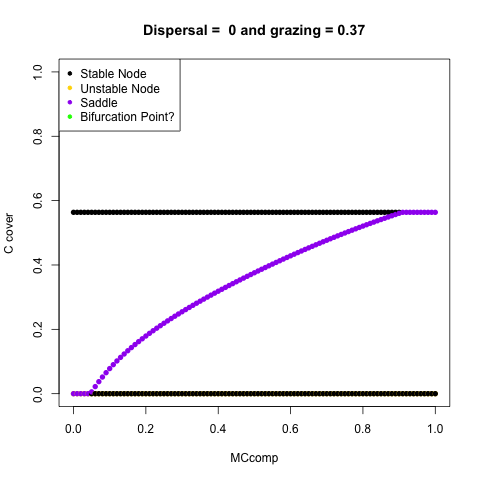 Dispersal =  0 and grazing = 0.37
Stable Node
Unstable Node
Saddle
Bifurcation Point?
C cover
1.0
0.8
0.6
0.4
0.2
0.0
0.0 0.2 0.4 0.6 0.8 1.0
MCcomp